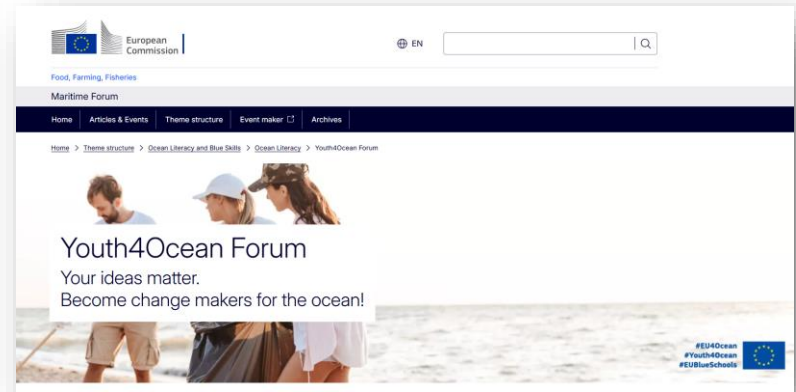 European
Commission
EN
Food, Farming, Fisheries
Maritime Forum
Home Articles & Events Theme structure Event maker Archives
Home > Theme structure > Ocean Literacy and Blue Skills > Ocean Literacy > Youth4Ocean Forum
Youth4Ocean Forum
Your ideas matter.
Become change makers for the ocean!
#EU4Ocean
#Youth4Ocean
#EUBlueSchools